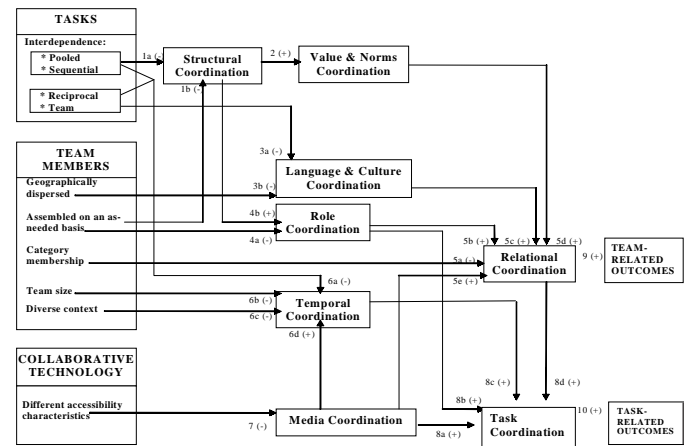 TASKS
Interdependence:
* Pooled
* Sequential
* Reciprocal
* Team
1a (-)
Structural
Coordination
1b (-)
2 (+)
Value & Norms
Coordination
TEAM
MEMBERS
Geographically
dispersed
Assembled on an as-
needed basis
Category
membership
Team size
Diverse context
3a (-)
3b (-)
Language & Culture
Coordination
4b (+)
4a (-)
Role
Coordination
5b (+)
5c (+)
5d (+)
5a (-)
5e (+)
Relational
Coordination
9 (+)
TEAM-
RELATED
OUTCOMES
6a (-)
6b (-)
6c (-)
6d (+)
Temporal
Coordination
COLLABORATIVE
TECHNOLOGY
Different accessibility
characteristics
7 (-)
Media Coordination
8a (+)
8b (+)
8c (+)
8d (+)
Task
Coordination
10 (+)
TASK-
RELATED
OUTCOMES